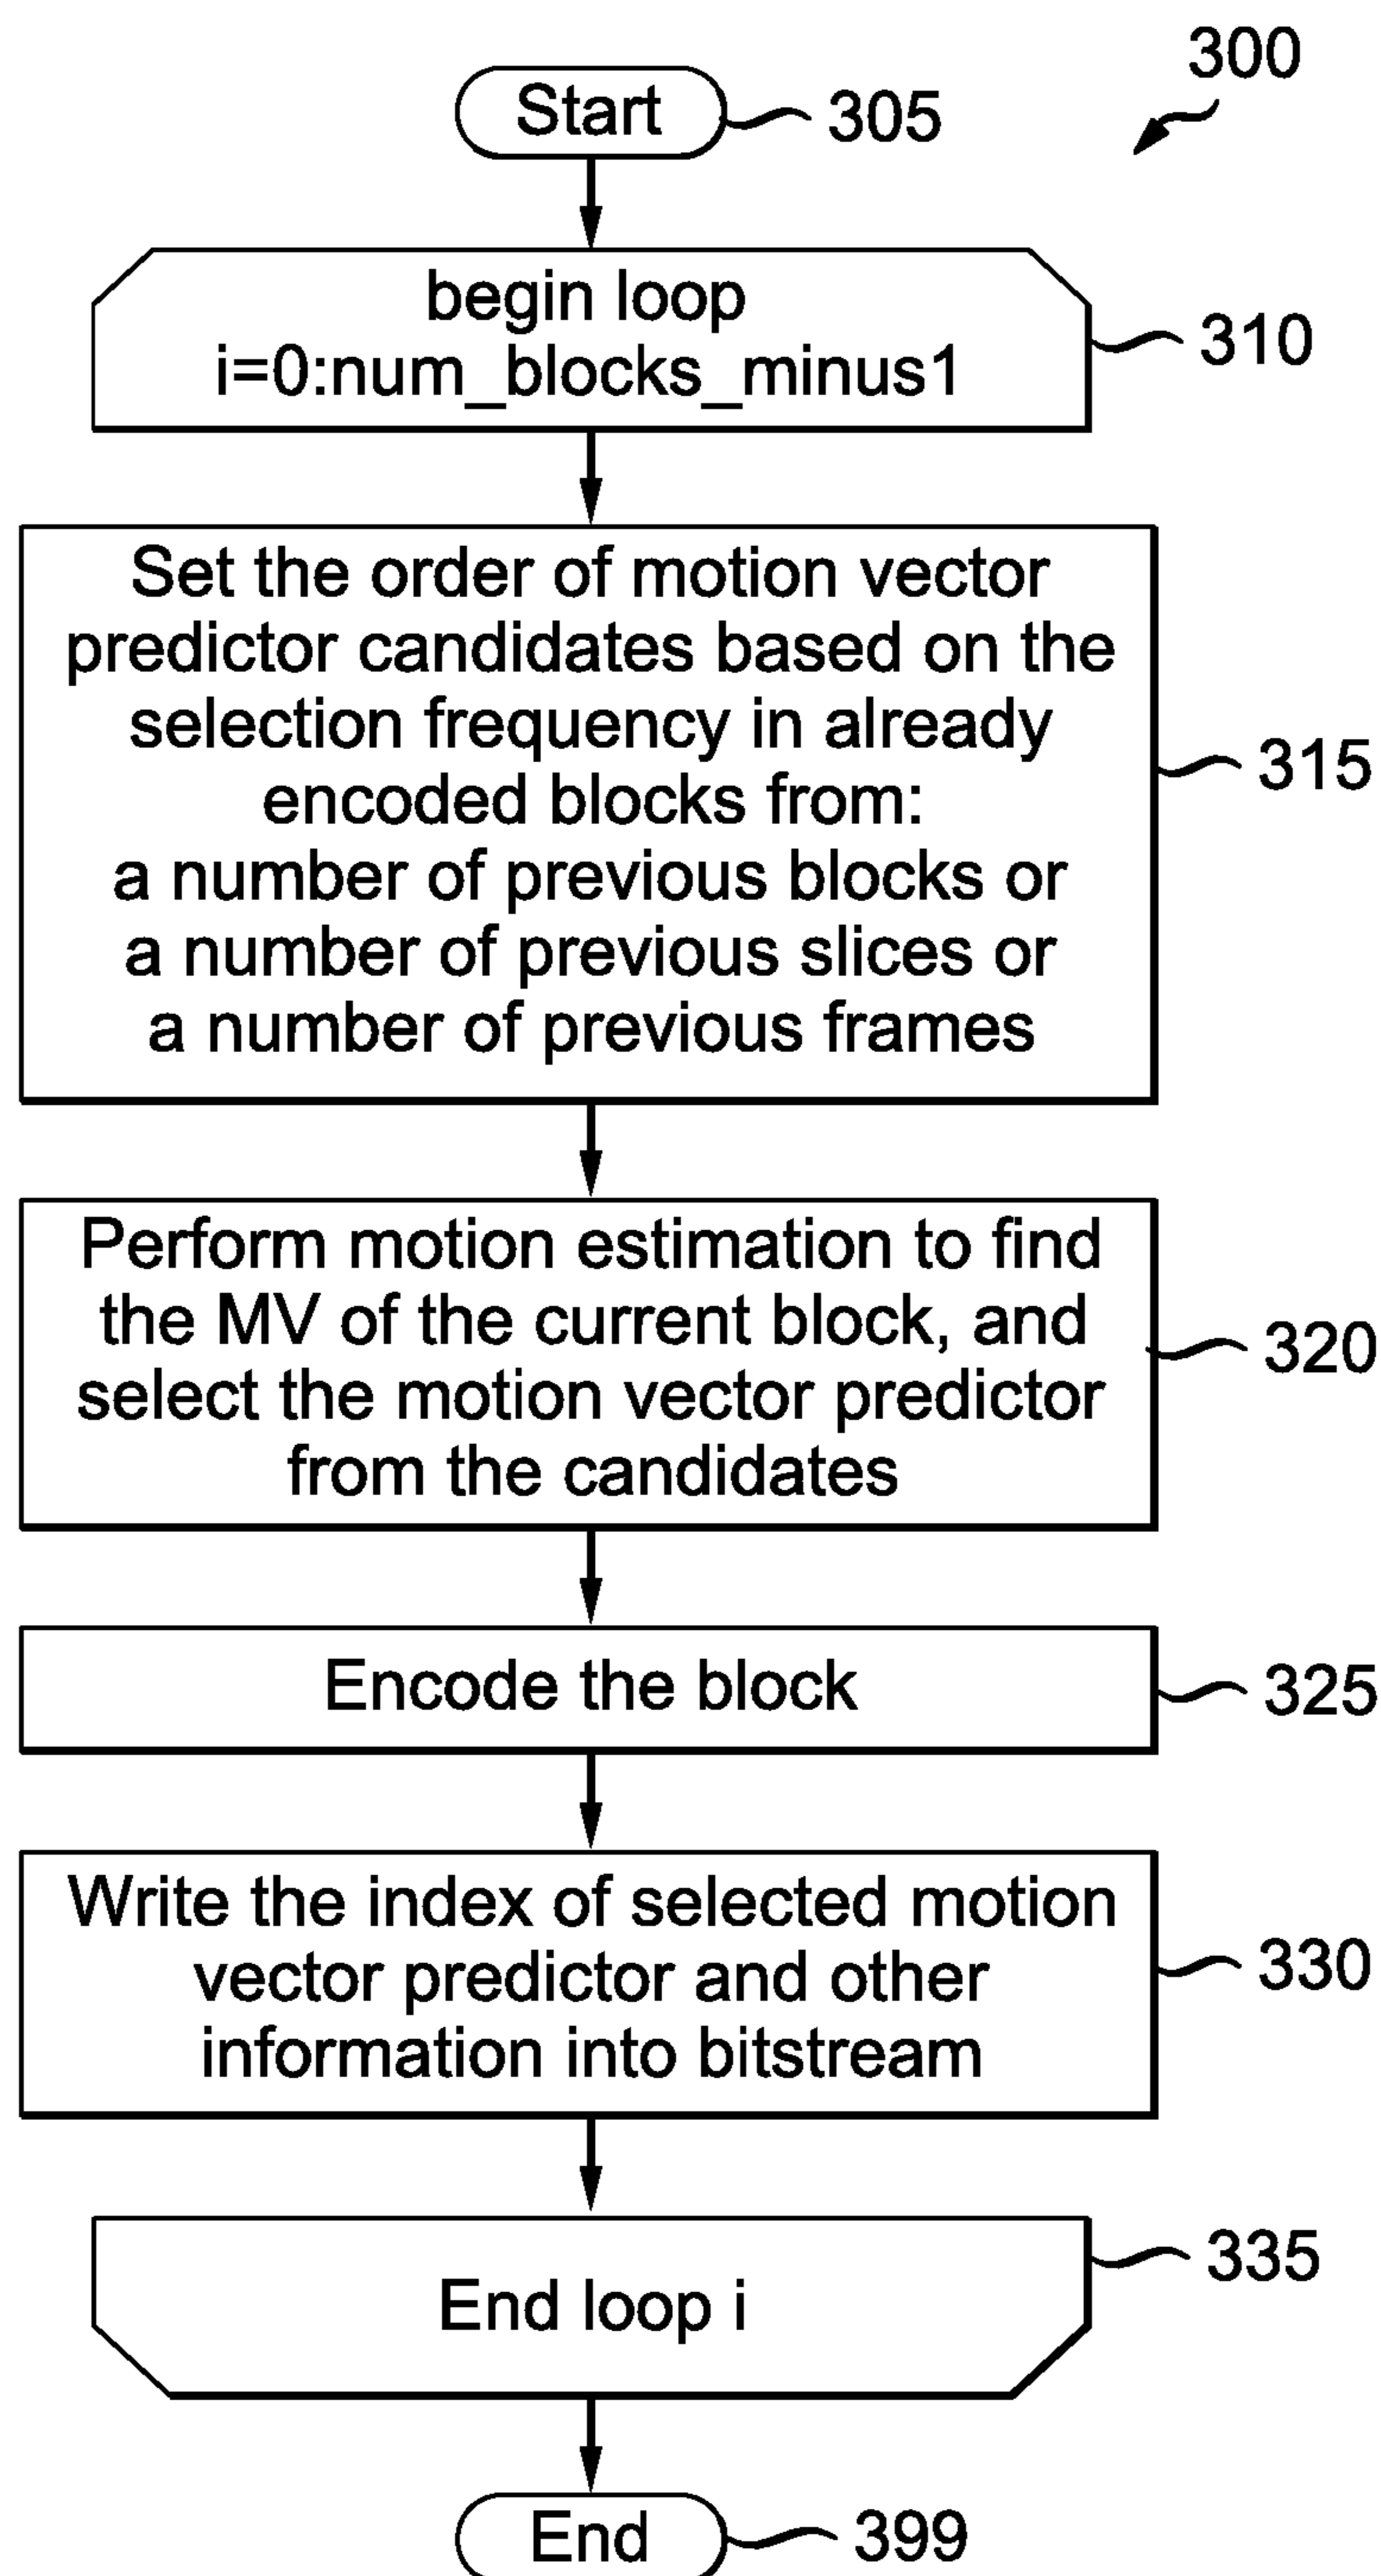 300
Start
305
begin loop
i=0:num_blocks_minus1
310
Set the order of motion vector
predictor candidates based on the
selection frequency in already
encoded blocks from:
a number of previous blocks or
a number of previous slices or
a number of previous frames
315
Perform motion estimation to find
the MV of the current block, and
select the motion vector predictor
from the candidates
320
Encode the block
325
Write the index of selected motion
vector predictor and other
information into bitstream
330
End loop i
335
End
399